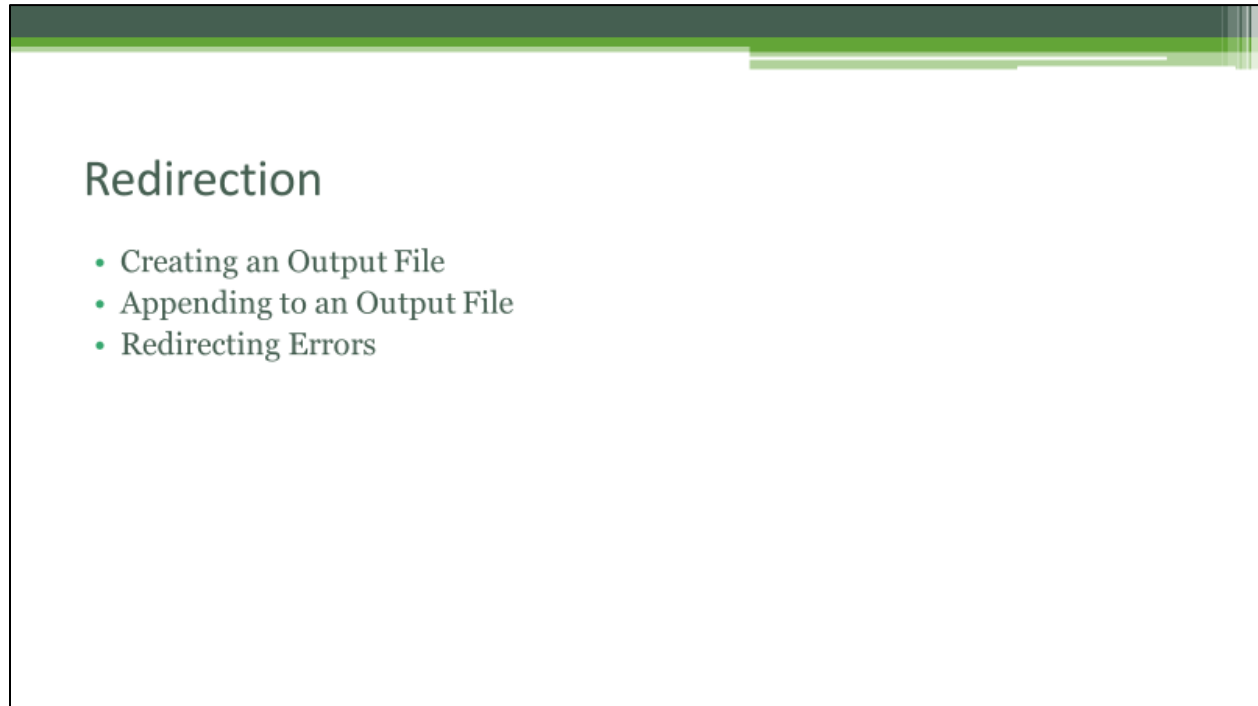 Redirection
• Creating an Output File
• Appending to an Output File
• Redirecting Errors